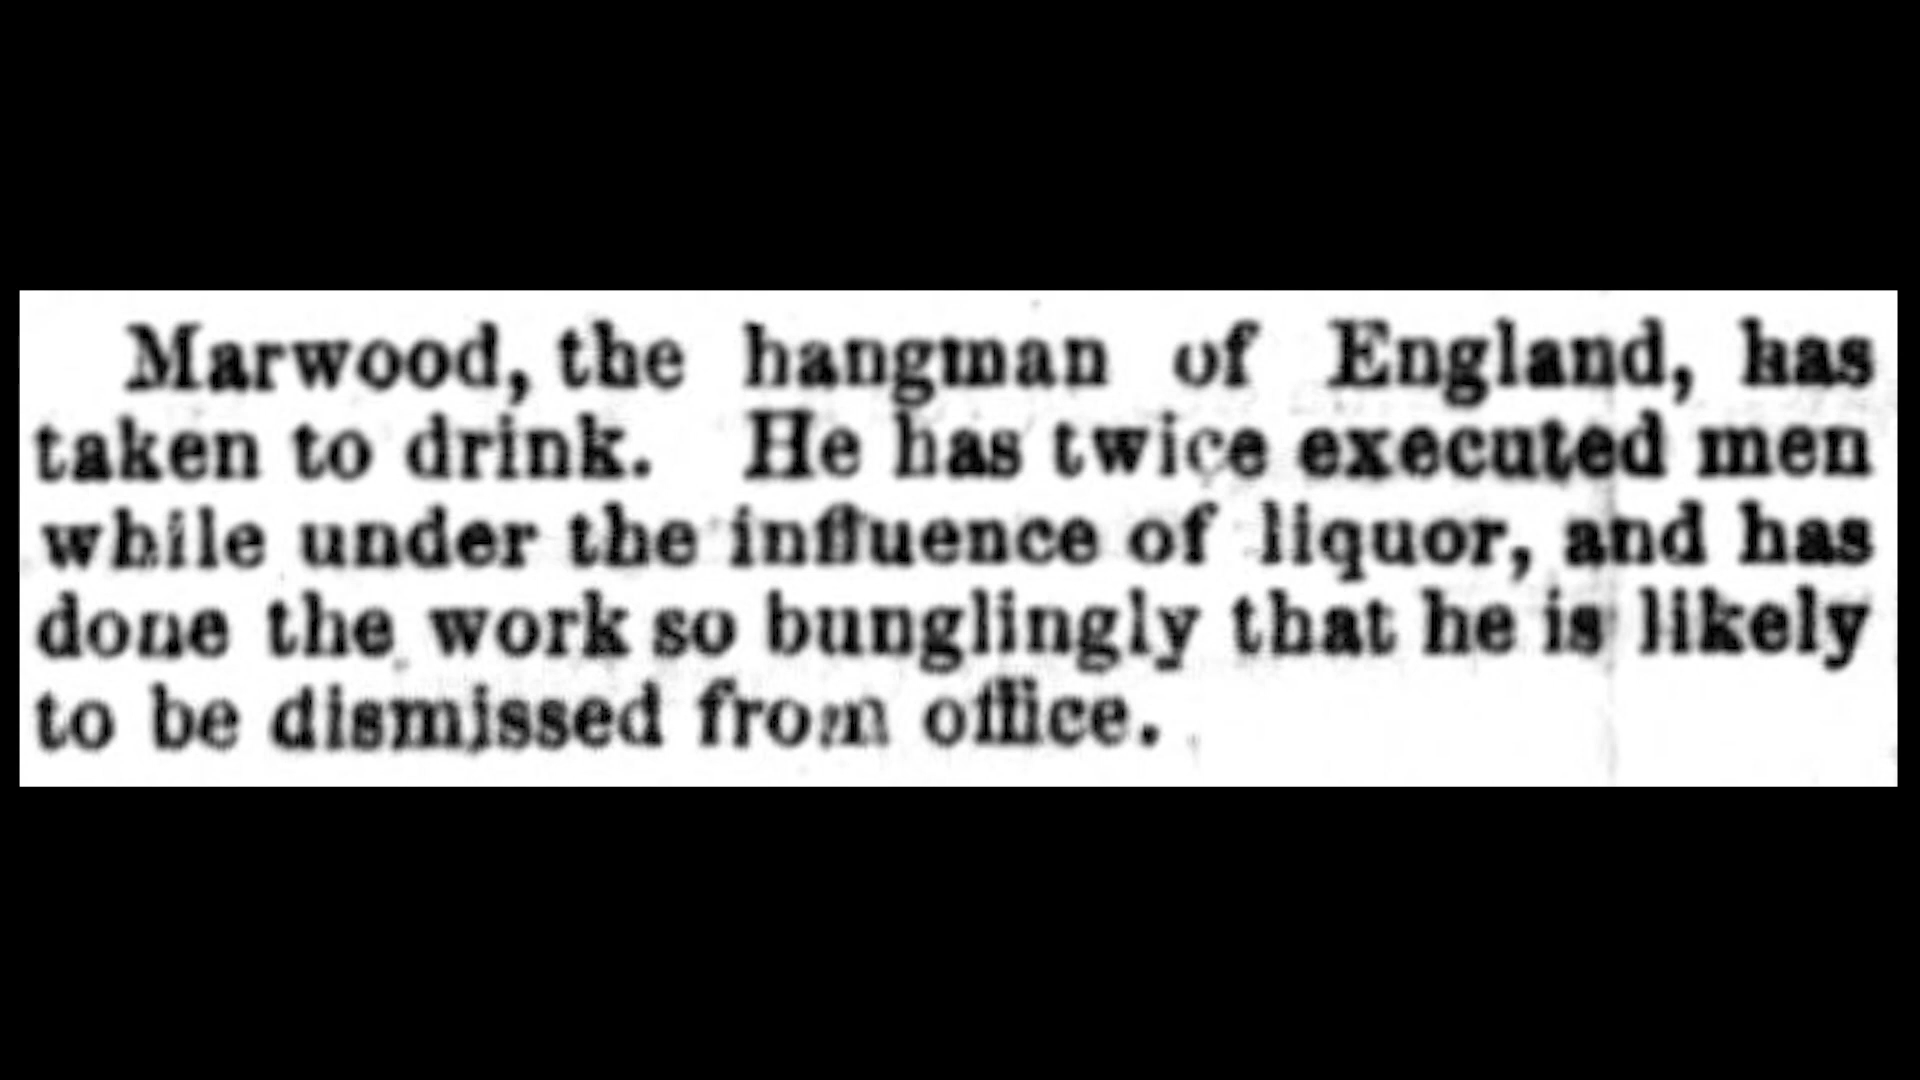 Marwood, the hangman of England, has
taken to drink. He has twice executed men
while under the influence of liquor, and has
done the work so bunglingly that he is likely
to be dismissed from office.